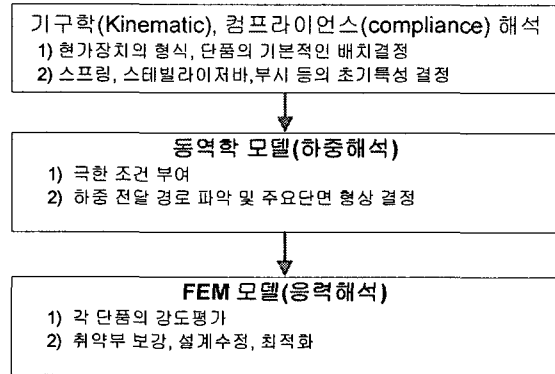 기구학(Kinematic), 컴프라이언스(compliance) 해석
1) 현가장치의 형식, 단품의 기본적인 배치결정
2) 스프링, 스테빌라이저바,부시 등의 초기특성 결정
동역학 모델(하중해석)
1) 극한 조건 부여
2) 하중 전달 경로 파악 및 주요단면 형상 결정
FEM 모델(응력해석)
1) 각 단품의 강도평가
2) 취약부 보강, 설계수정, 최적화